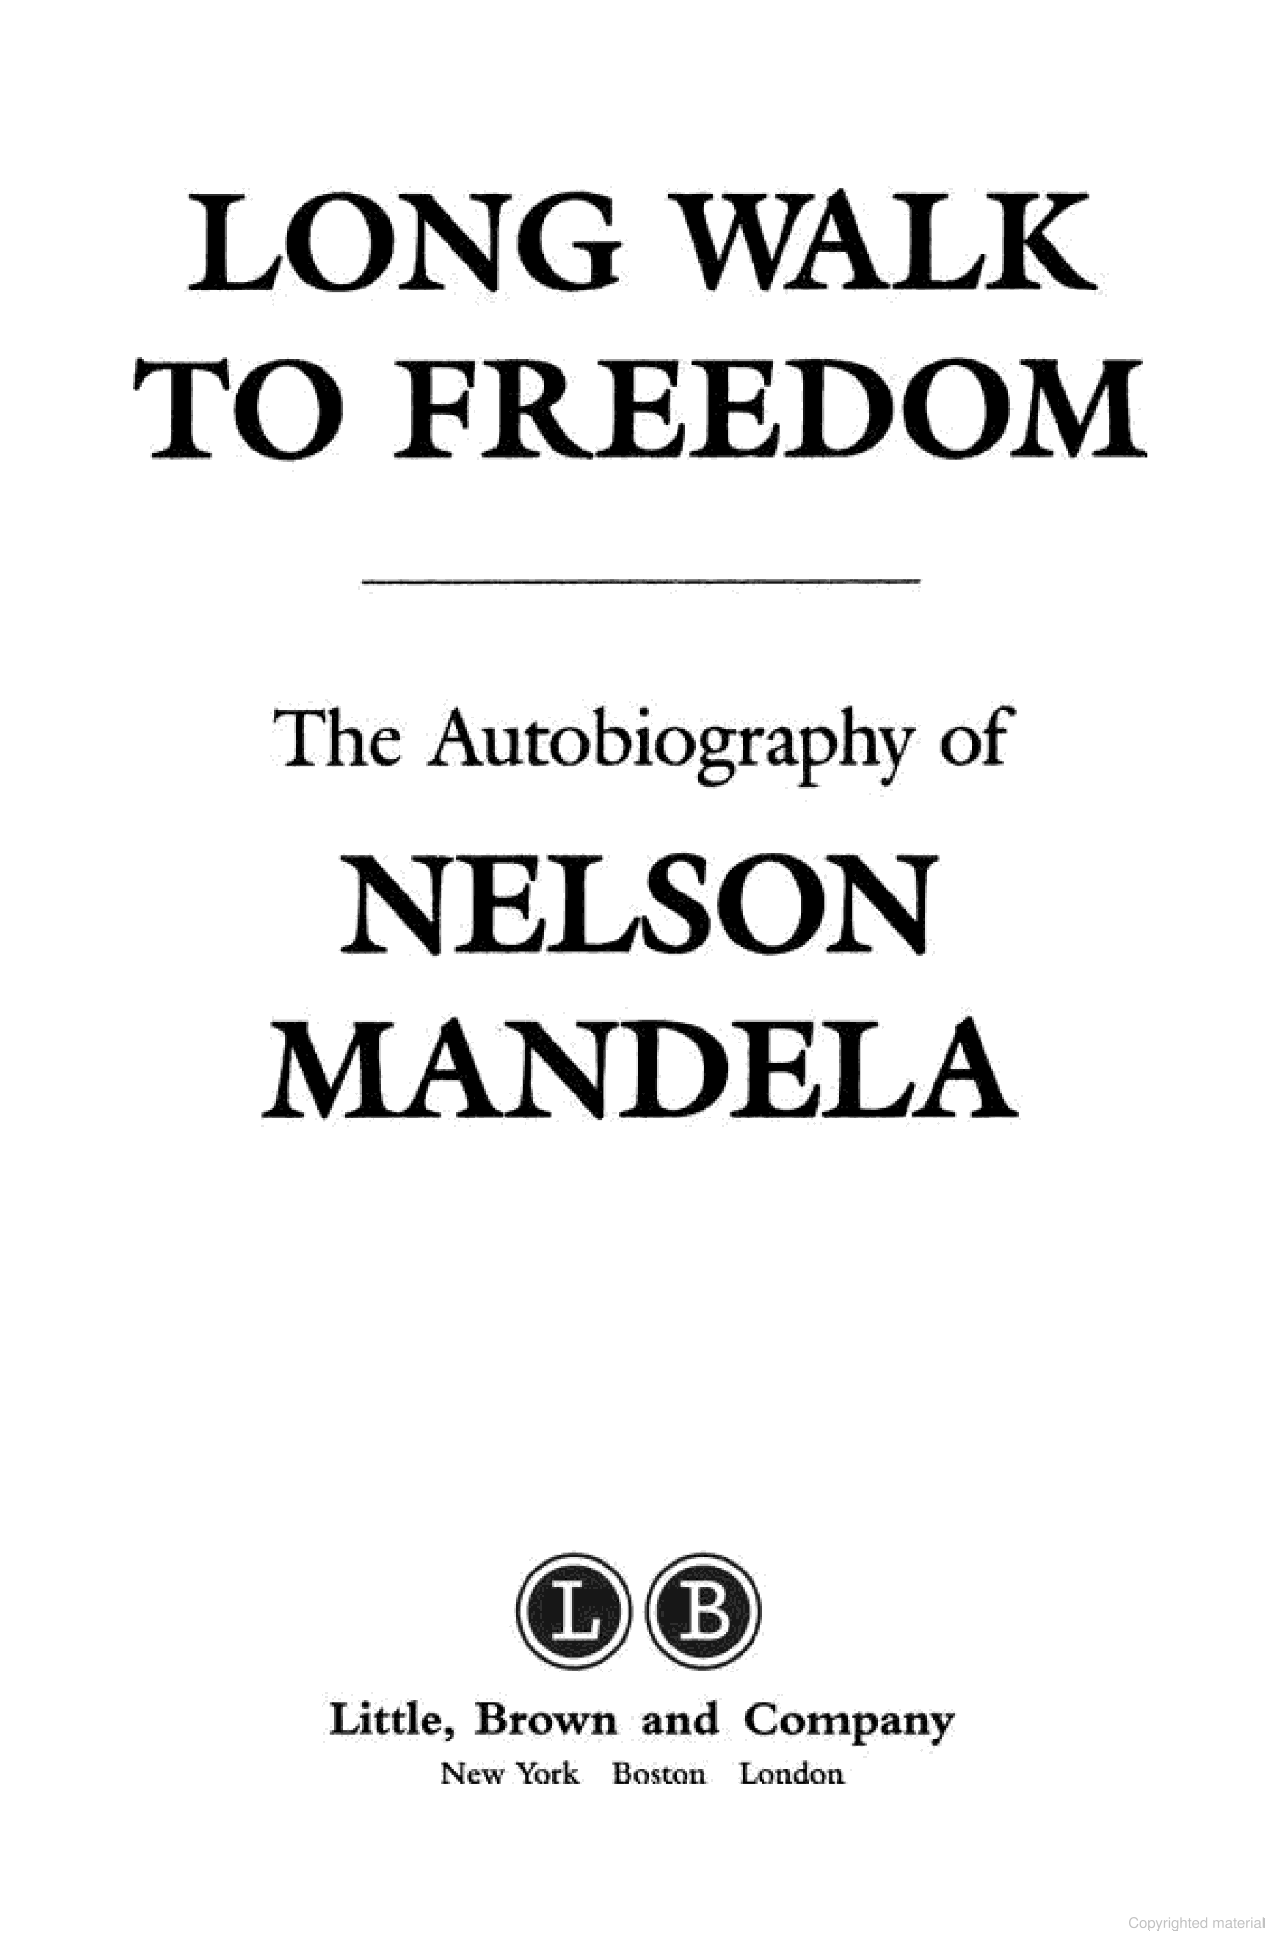 LONG WALK
TO FREEDOM
The Autobiography of
NELSON
MANDELA
L B
Little, Brown and Company
New York Boston London
Copyrighted material